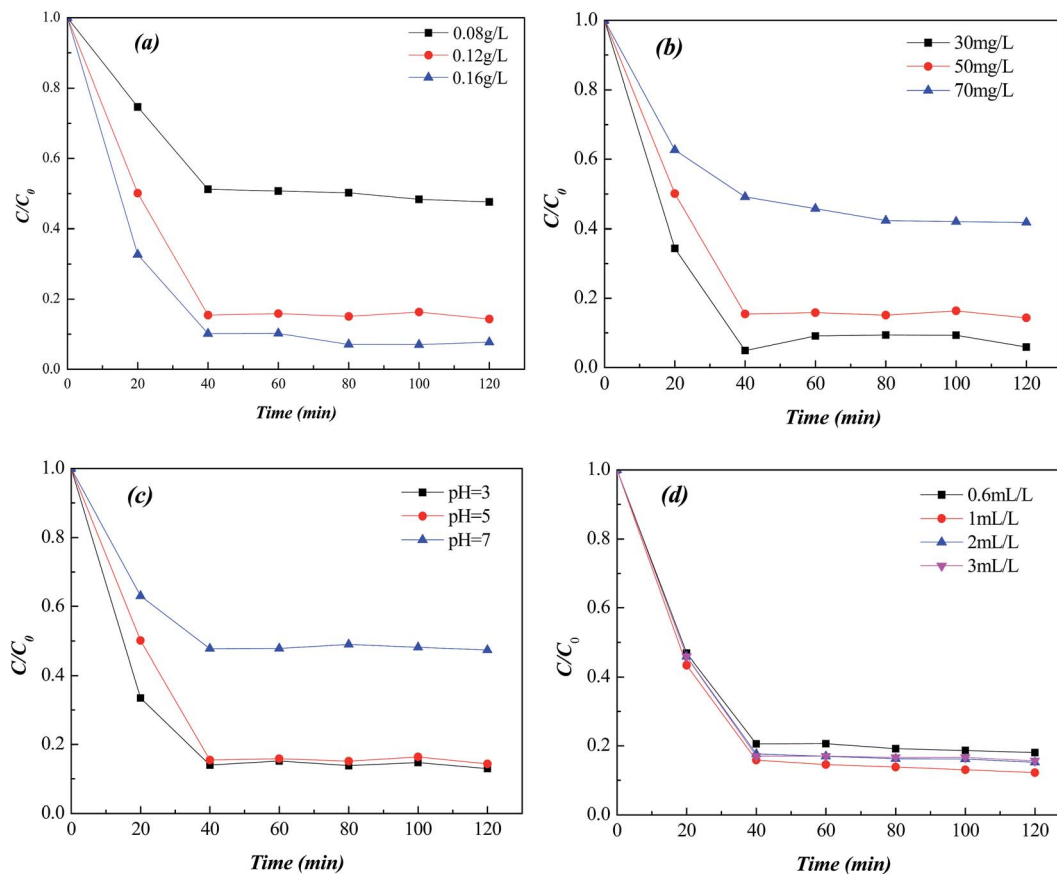 (a)
0.08g/L
0.12g/L
0.16g/L
C/C0
1.0
0.8
0.6
0.4
0.2
0.0
0 20 40 60 80 100 120
Time (min)
(b)
30mg/L
50mg/L
70mg/L
C/C0
1.0
0.8
0.6
0.4
0.2
0.0
0 20 40 60 80 100 120
Time (min)
(c)
pH=3
pH=5
pH=7
C/C0
1.0
0.8
0.6
0.4
0.2
0.0
0 20 40 60 80 100 120
Time (min)
(d)
0.6mL/L
1mL/L
2mL/L
3mL/L
C/C0
1.0
0.8
0.6
0.4
0.2
0.0
0 20 40 60 80 100 120
Time (min)